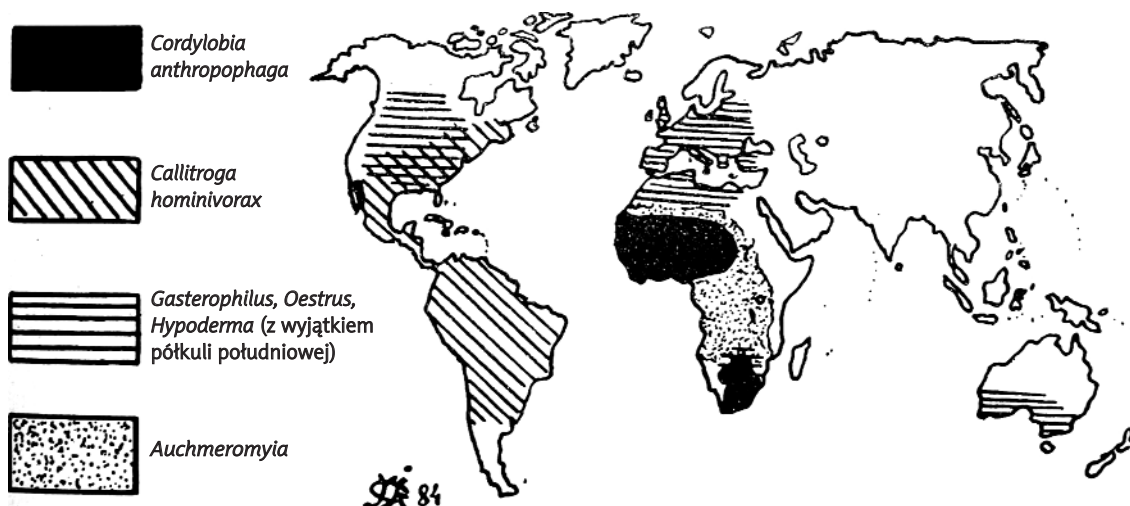 Cordylobia
anthropophaga
Callitroga
hominivorax
Gasterophilus, Oestrus,
Hypoderma (z wyjątkiem
półkuli południowej)
Auchmeromyia
84